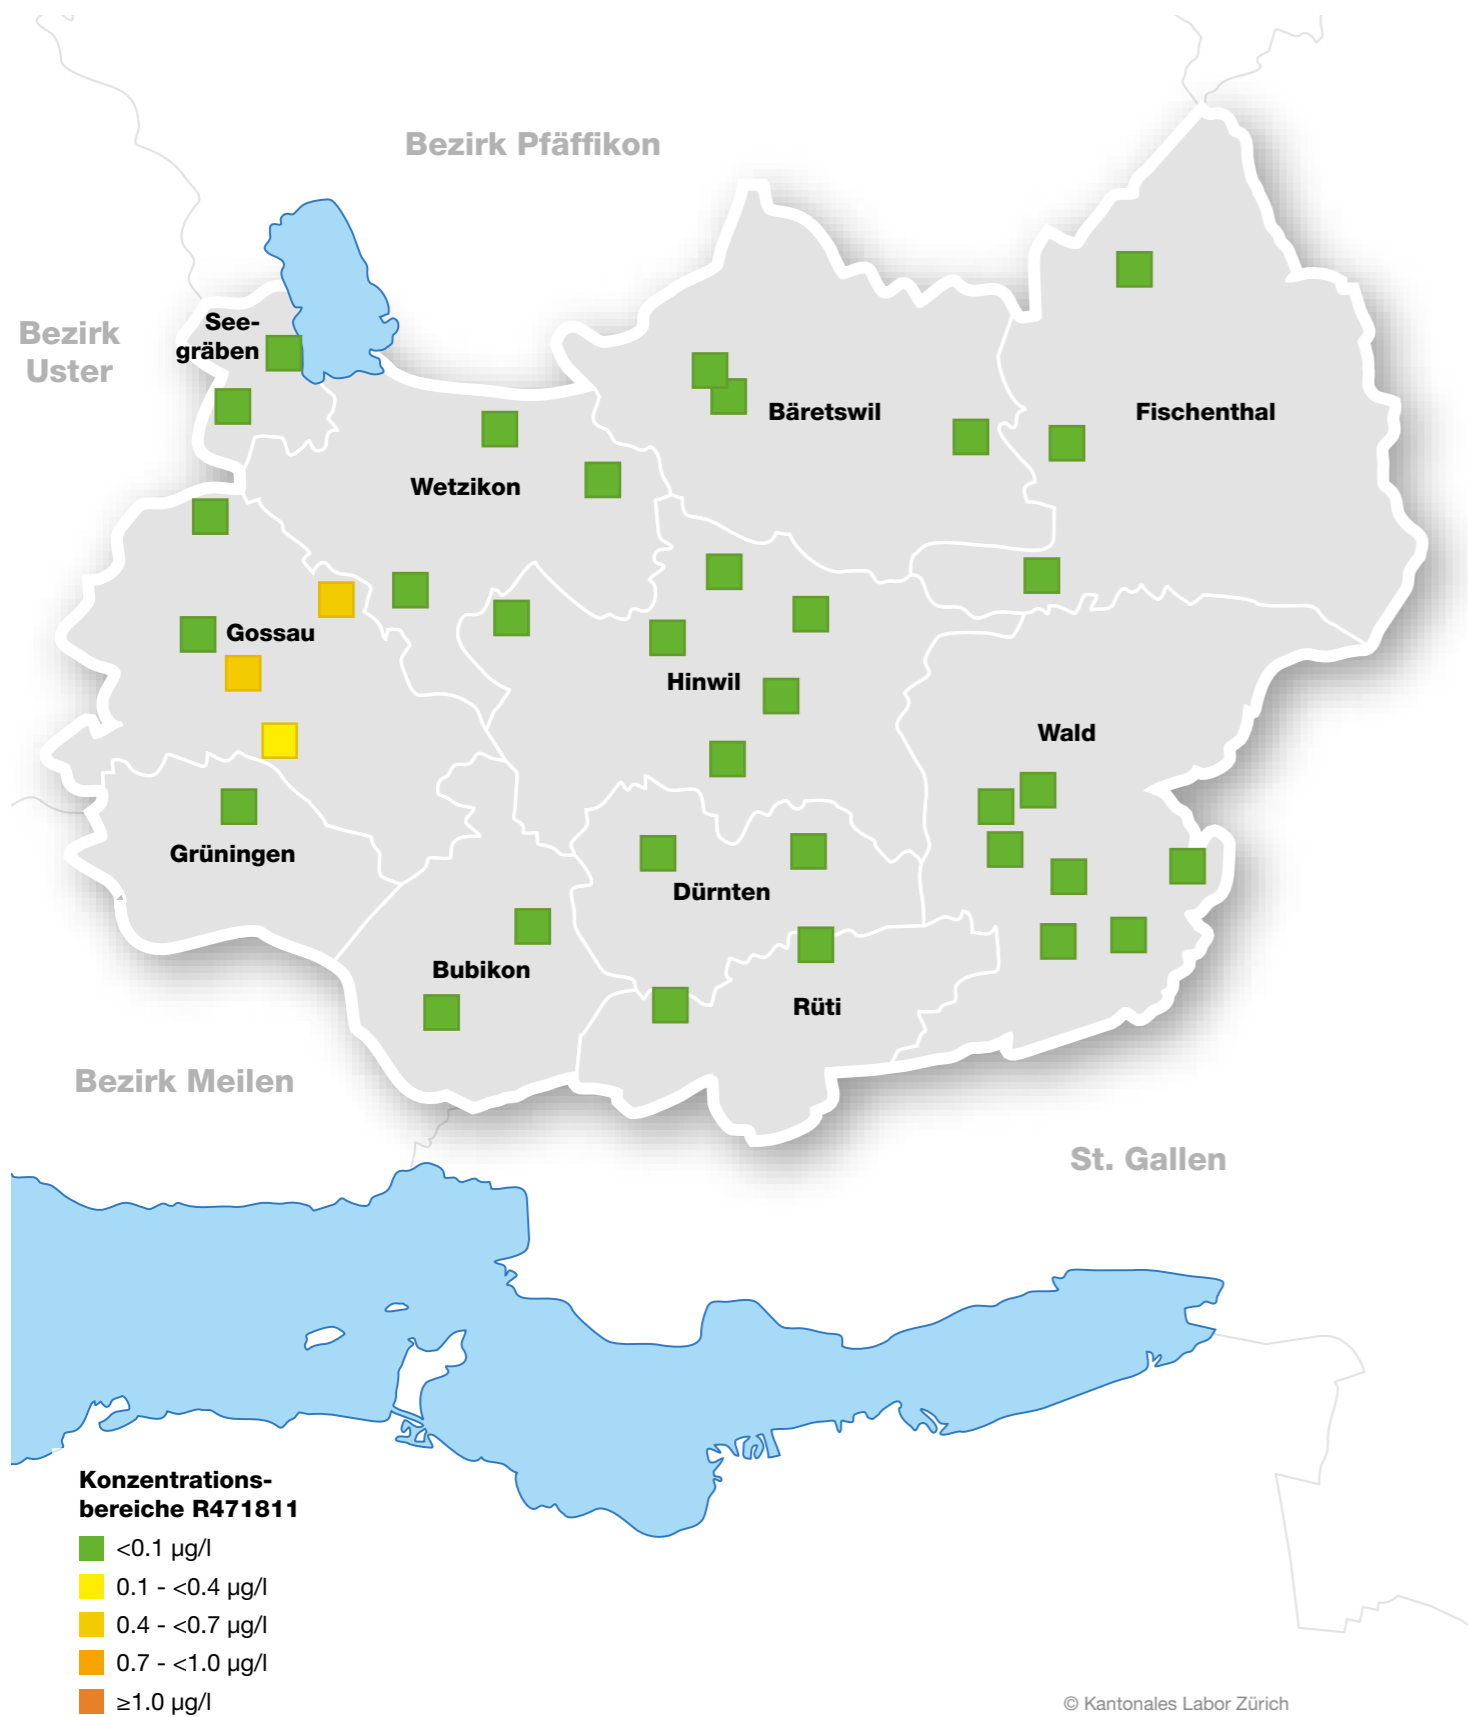 Bezirk Pfäffikon
Bezirk
Uster
See-
gräben
Bäretswil
Fischenthal
Wetzikon
Gossau
Hinwil
Wald
Grüningen
Dürnten
Bubikon
Rüti
Bezirk Meilen
St. Gallen
Konzentrations-
bereiche R471811
<0.1 µg/l
0.1 - <0.4 µg/l
0.4 - <0.7 µg/l
0.7 - <1.0 µg/l
≥1.0 µg/l
© Kantonales Labor Zürich